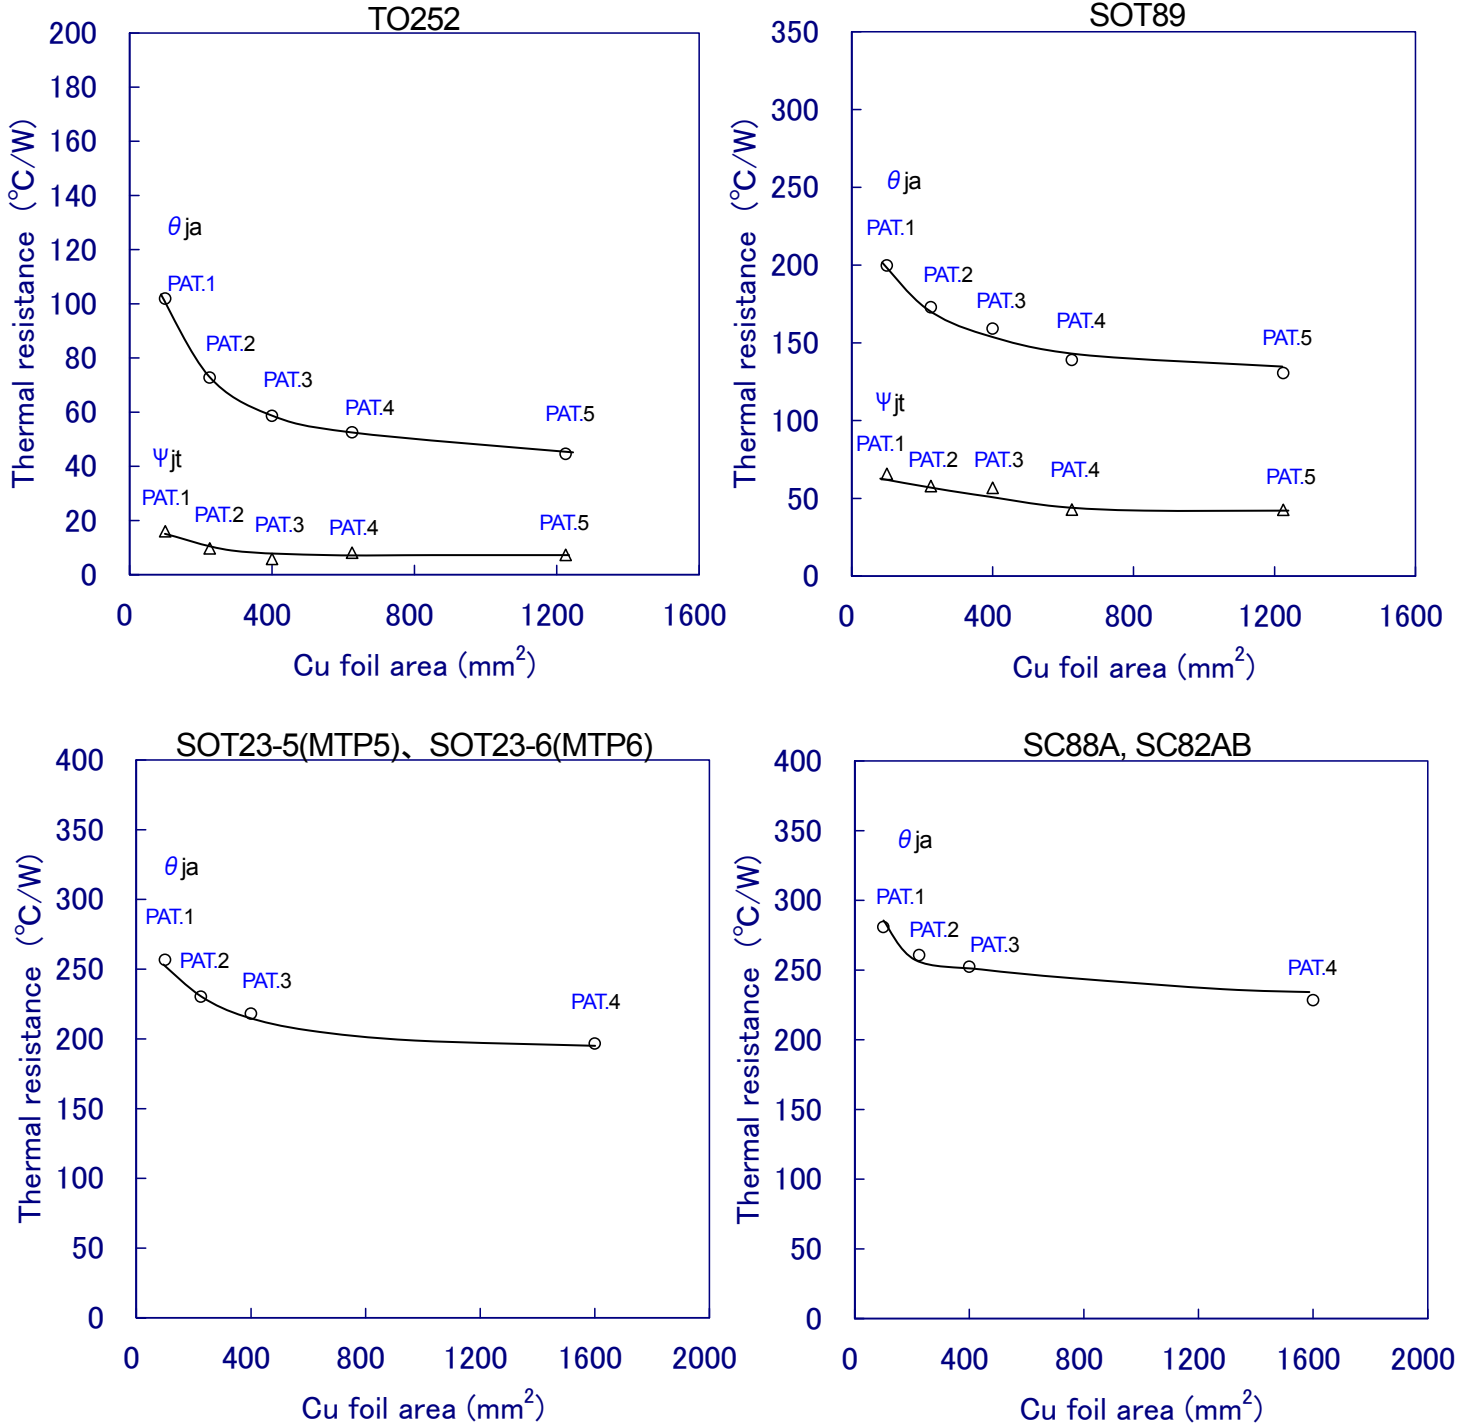 TO252
200
180
160
140
120
100
80
60
40
20
0
Thermal resistance (℃/W)
θja
PAT.1
PAT.2
PAT.3
PAT.4
PAT.5
Ψjt
PAT.1
PAT.2
PAT.3
PAT.4
PAT.5
0 400 800 1200 1600
Cu foil area (mm²)
SOT89
350
300
250
200
150
100
50
0
Thermal resistance (℃/W)
θja
PAT.1
PAT.2
PAT.3
PAT.4
PAT.5
Ψjt
PAT.1
PAT.2
PAT.3
PAT.4
PAT.5
0 400 800 1200 1600
Cu foil area (mm²)
SOT23-5(MTP5)、SOT23-6(MTP6)
400
350
300
250
200
150
100
50
0
Thermal resistance (℃/W)
θja
PAT.1
PAT.2
PAT.3
PAT.4
0 400 800 1200 1600 2000
Cu foil area (mm²)
SC88A, SC82AB
400
350
300
250
200
150
100
50
0
Thermal resistance (℃/W)
θja
PAT.1
PAT.2
PAT.3
PAT.4
0 400 800 1200 1600 2000
Cu foil area (mm²)